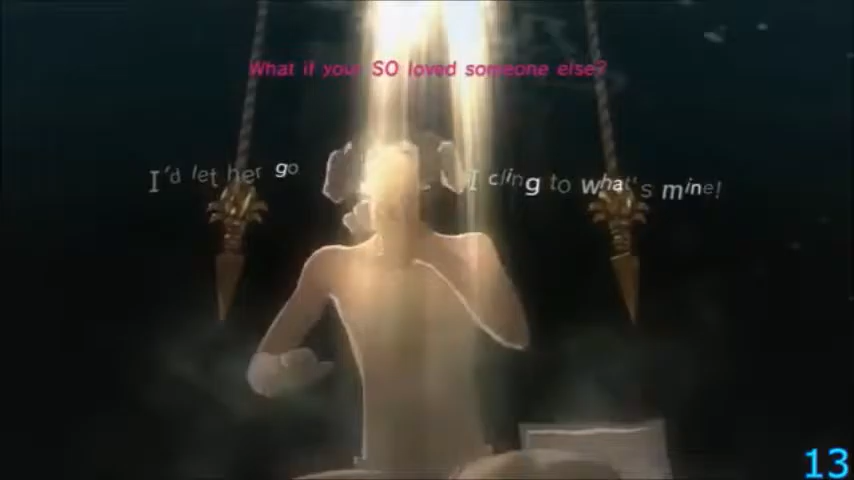 What if your SO loved someone else?
I'd let her go
I cling to what's mine!
13